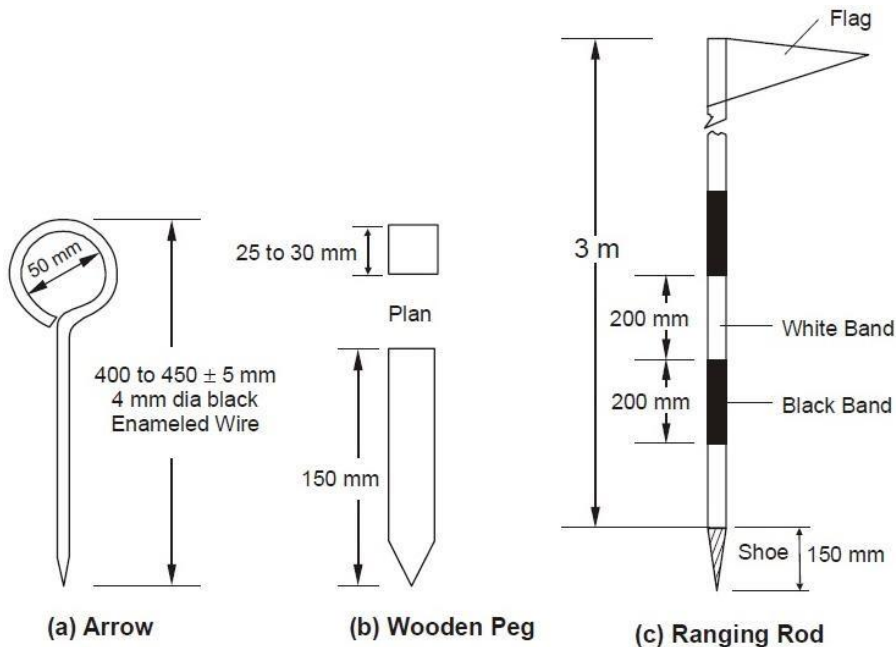 Flag
50 mm
400 to 450 ± 5 mm
4 mm dia black
Enameled Wire
(a) Arrow
25 to 30 mm
Plan
150 mm
(b) Wooden Peg
3 m
200 mm
White Band
200 mm
Black Band
Shoe
150 mm
(c) Ranging Rod